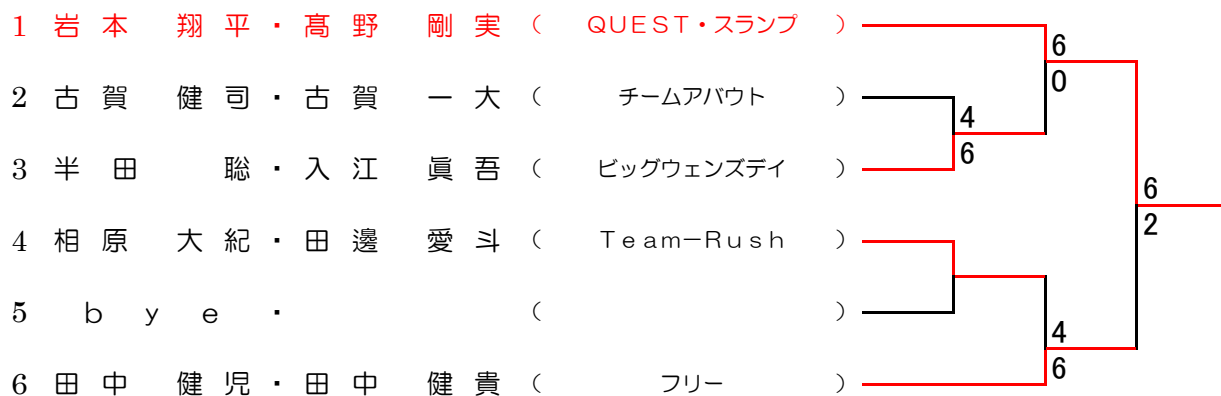 1 岩本 翔平・髙野 剛実 ( QUEST・スランプ )
6
0
2 古賀 健司・古賀 一大 ( チームアバウト )
4
6
3 半田 聡・入江 眞吾 ( ビッグウェンズデイ )
6
2
4 相原 大紀・田邊 愛斗 ( Team－Rush )
5 bye・ ( )
4
6
6 田中 健児・田中 健貴 ( フリー )